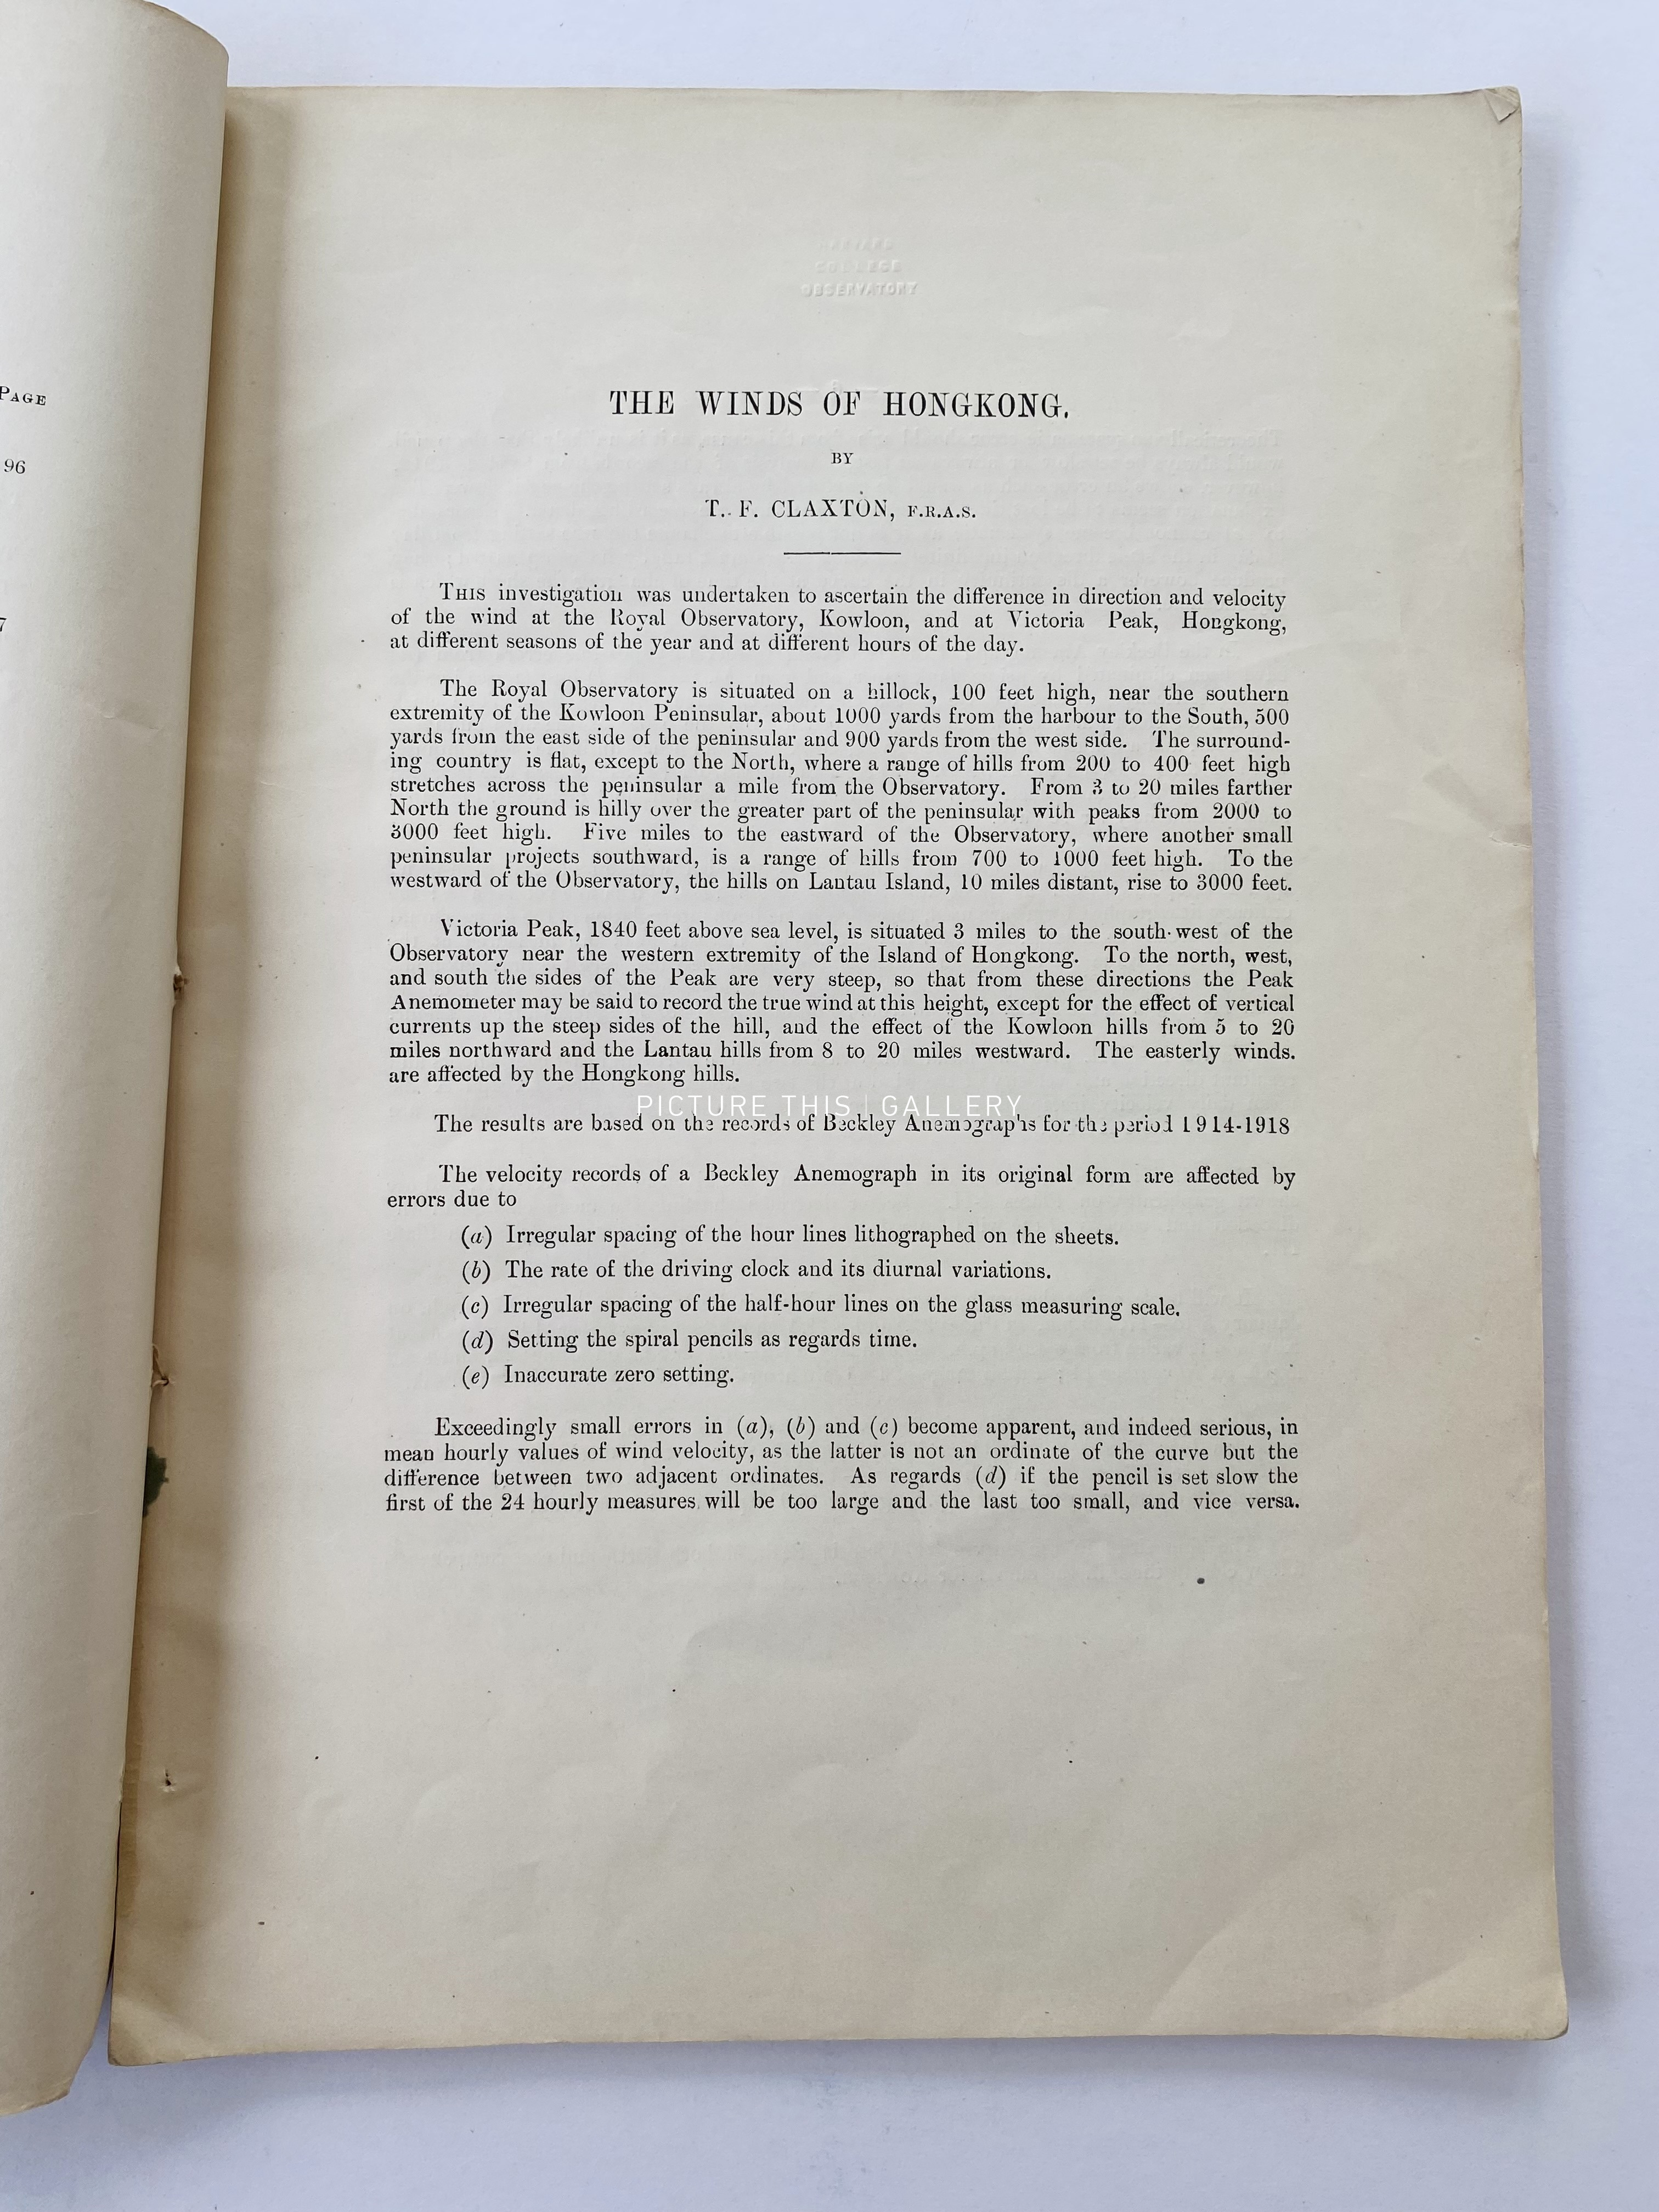 PAGE
96
7
COLLEGE
OBSERVATORY
THE WINDS OF HONGKONG.
BY
T. F. CLAXTON, F.R.A.S.
THIS investigation was undertaken to ascertain the difference in direction and velocity
of the wind at the Royal Observatory, Kowloon, and at Victoria Peak, Hongkong,
at different seasons of the year and at different hours of the day.
The Royal Observatory is situated on a hillock, 100 feet high, near the southern
extremity of the Kowloon Peninsular, about 1000 yards from the harbour to the South, 500
yards from the east side of the peninsular and 900 yards from the west side. The surround-
ing country is flat, except to the North, where a range of hills from 200 to 400 feet high
stretches across the peninsular a mile from the Observatory. From 3 to 20 miles farther
North the ground is hilly over the greater part of the peninsular with peaks from 2000 to
3000 feet high. Five miles to the eastward of the Observatory, where another small
peninsular projects southward, is a range of hills from 700 to 1000 feet high. To the
westward of the Observatory, the hills on Lantau Island, 10 miles distant, rise to 3000 feet.
Victoria Peak, 1840 feet above sea level, is situated 3 miles to the south-west of the
Observatory near the western extremity of the Island of Hongkong. To the north, west,
and south the sides of the Peak are very steep, so that from these directions the Peak
Anemometer may be said to record the true wind at this height, except for the effect of vertical
currents up the steep sides of the hill, and the effect of the Kowloon hills from 5 to 20
miles northward and the Lantau hills from 8 to 20 miles westward. The easterly winds.
are affected by the Hongkong hills.
PICTURE THIS | GALLERY
The results are based on the records of Beckley Anemographs for the period 1914-1918
The velocity records of a Beckley Anemograph in its original form are affected by
errors due to
(a) Irregular spacing of the hour lines lithographed on the sheets.
(b) The rate of the driving clock and its diurnal variations.
(c) Irregular spacing of the half-hour lines on the glass measuring scale.
(d) Setting the spiral pencils as regards time.
(e) Inaccurate zero setting.
Exceedingly small errors in (a), (b) and (c) become apparent, and indeed serious, in
mean hourly values of wind velocity, as the latter is not an ordinate of the curve but the
difference between two adjacent ordinates. As regards (d) if the pencil is set slow the
first of the 24 hourly measures will be too large and the last too small, and vice versa.